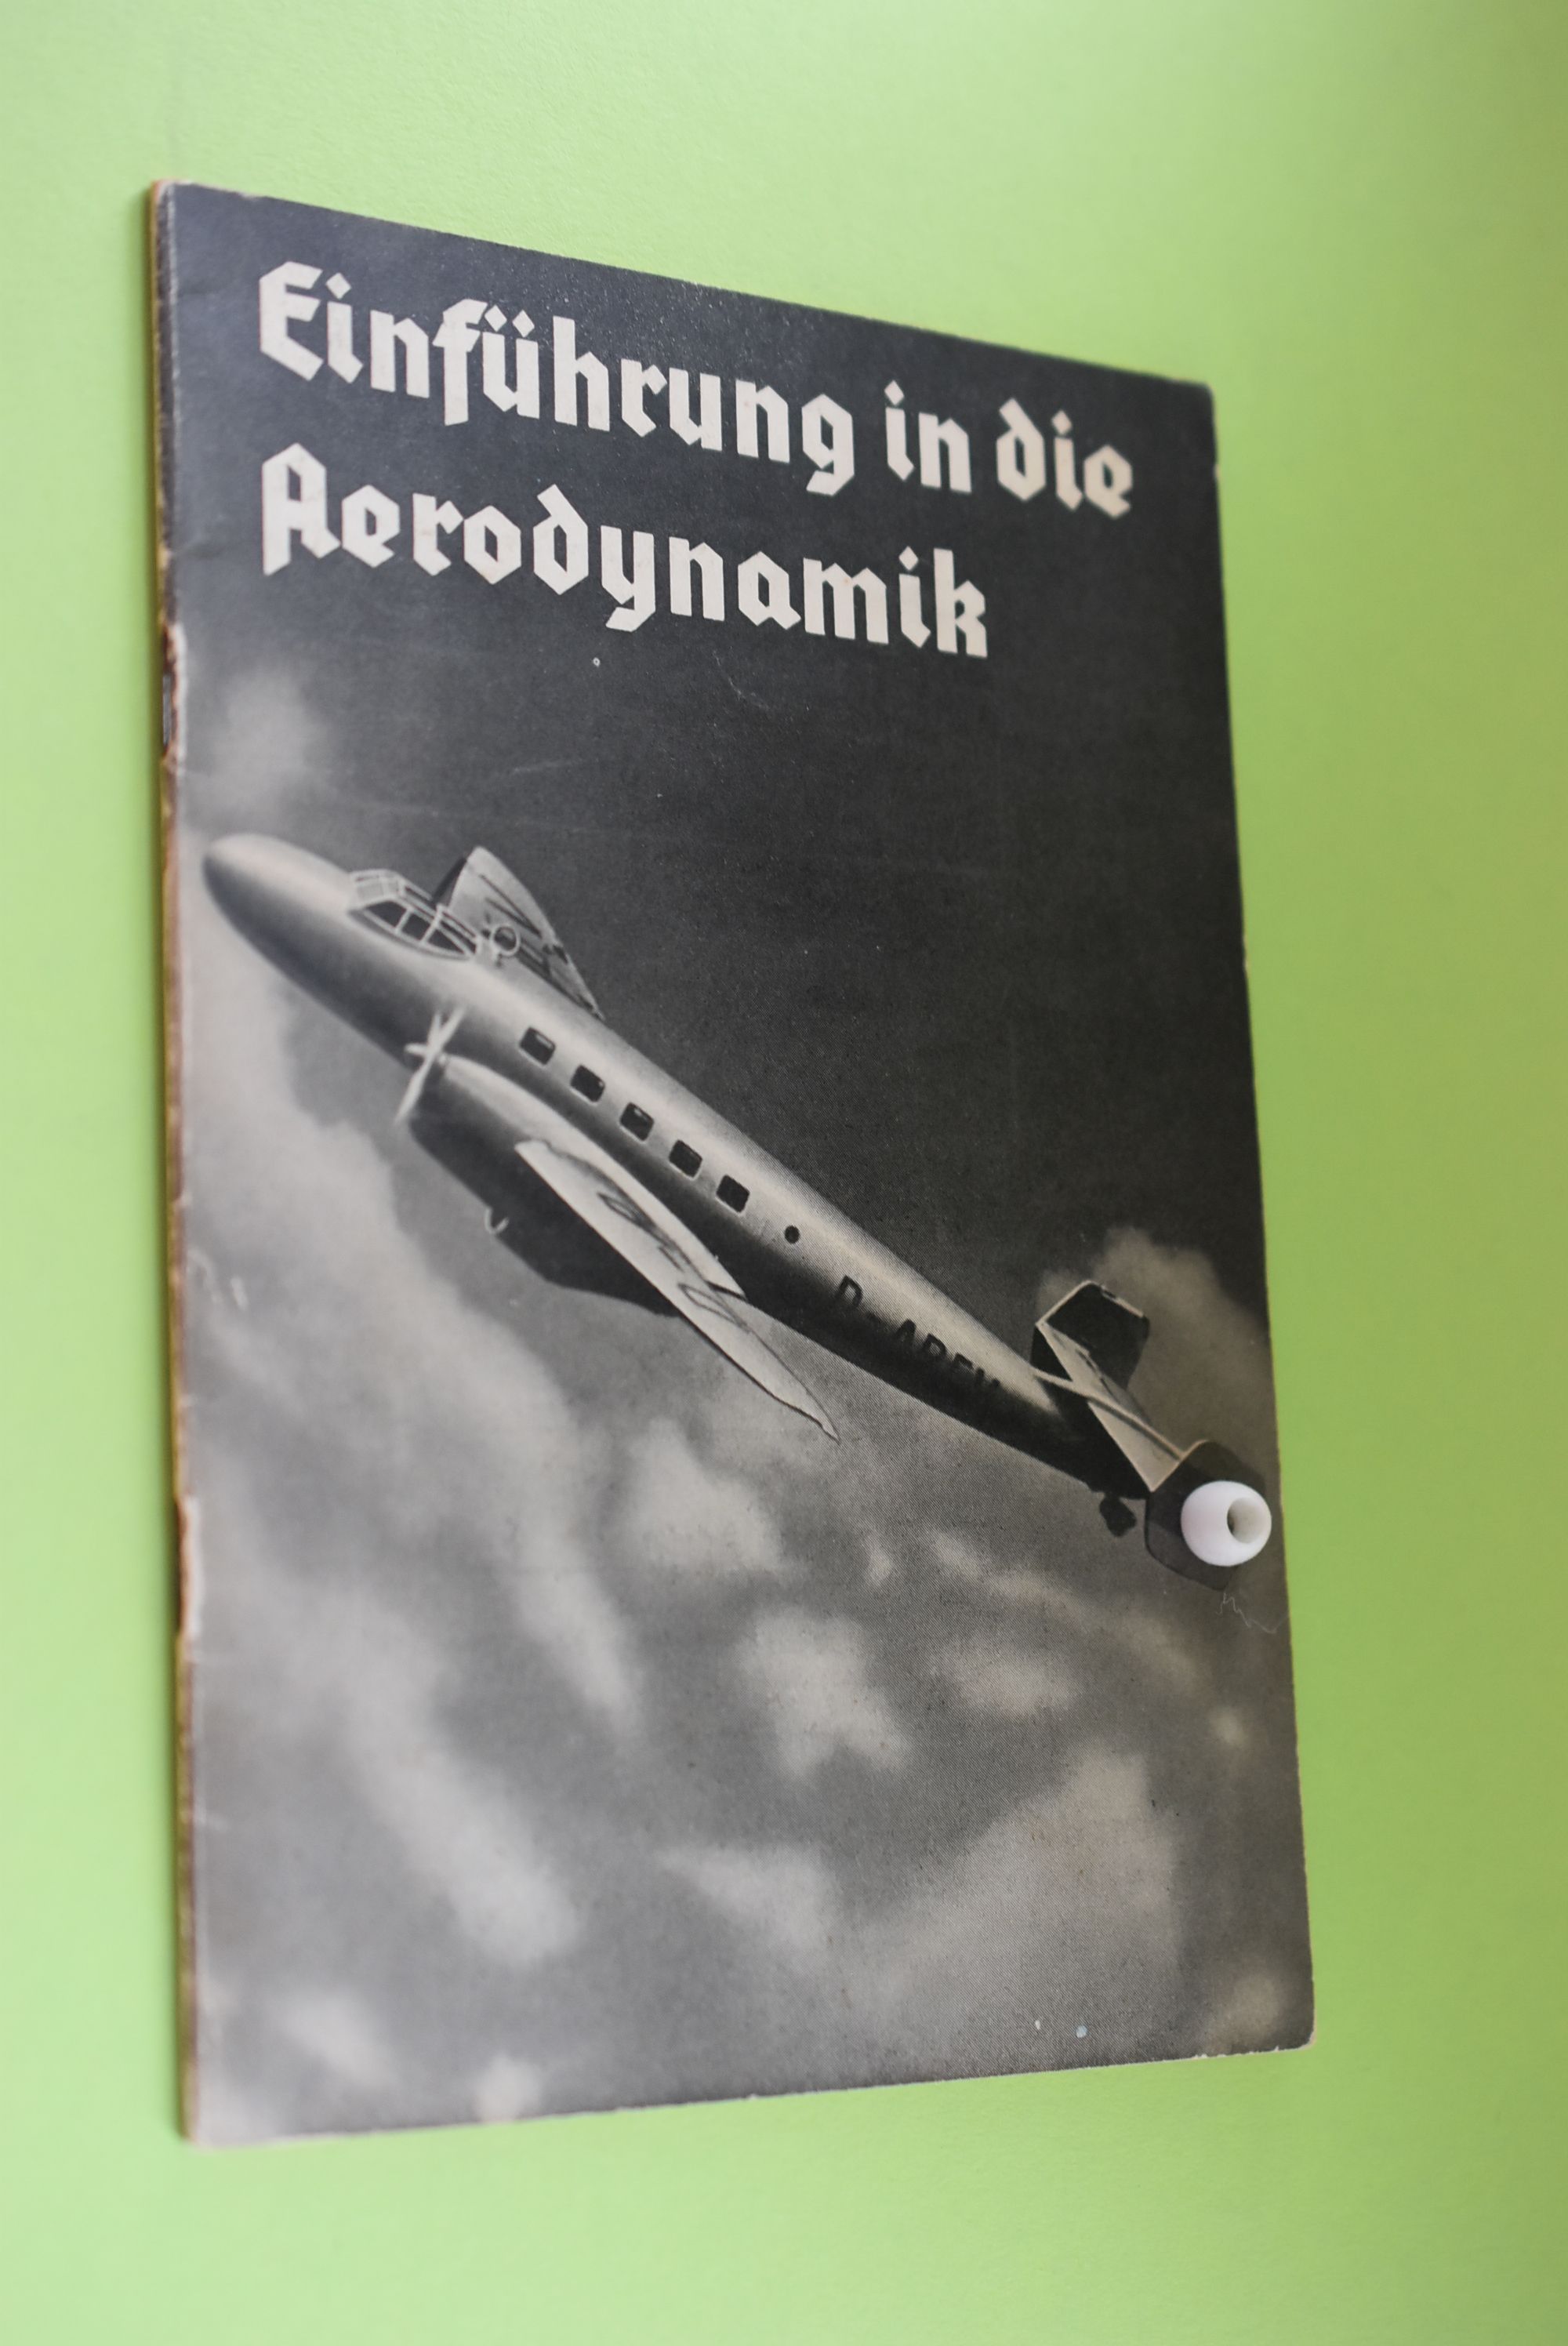 Einführung in die
Aerodynamik